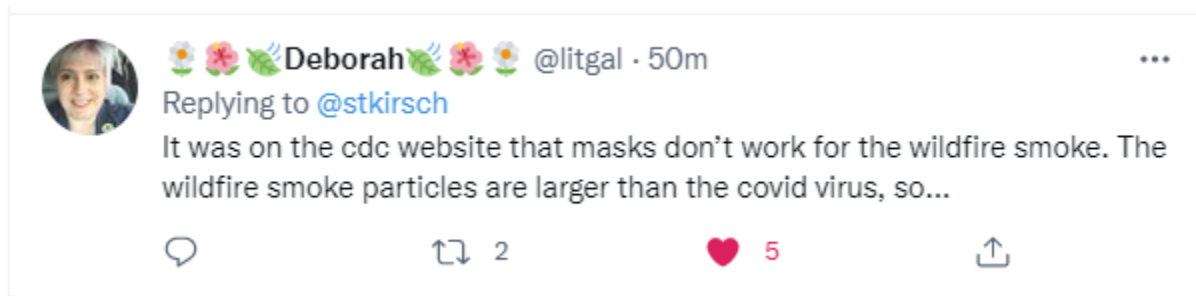 Deborah @litgal · 50m
Replying to @stkirsch
It was on the cdc website that masks don’t work for the wildfire smoke. The
wildfire smoke particles are larger than the covid virus, so...
2 5